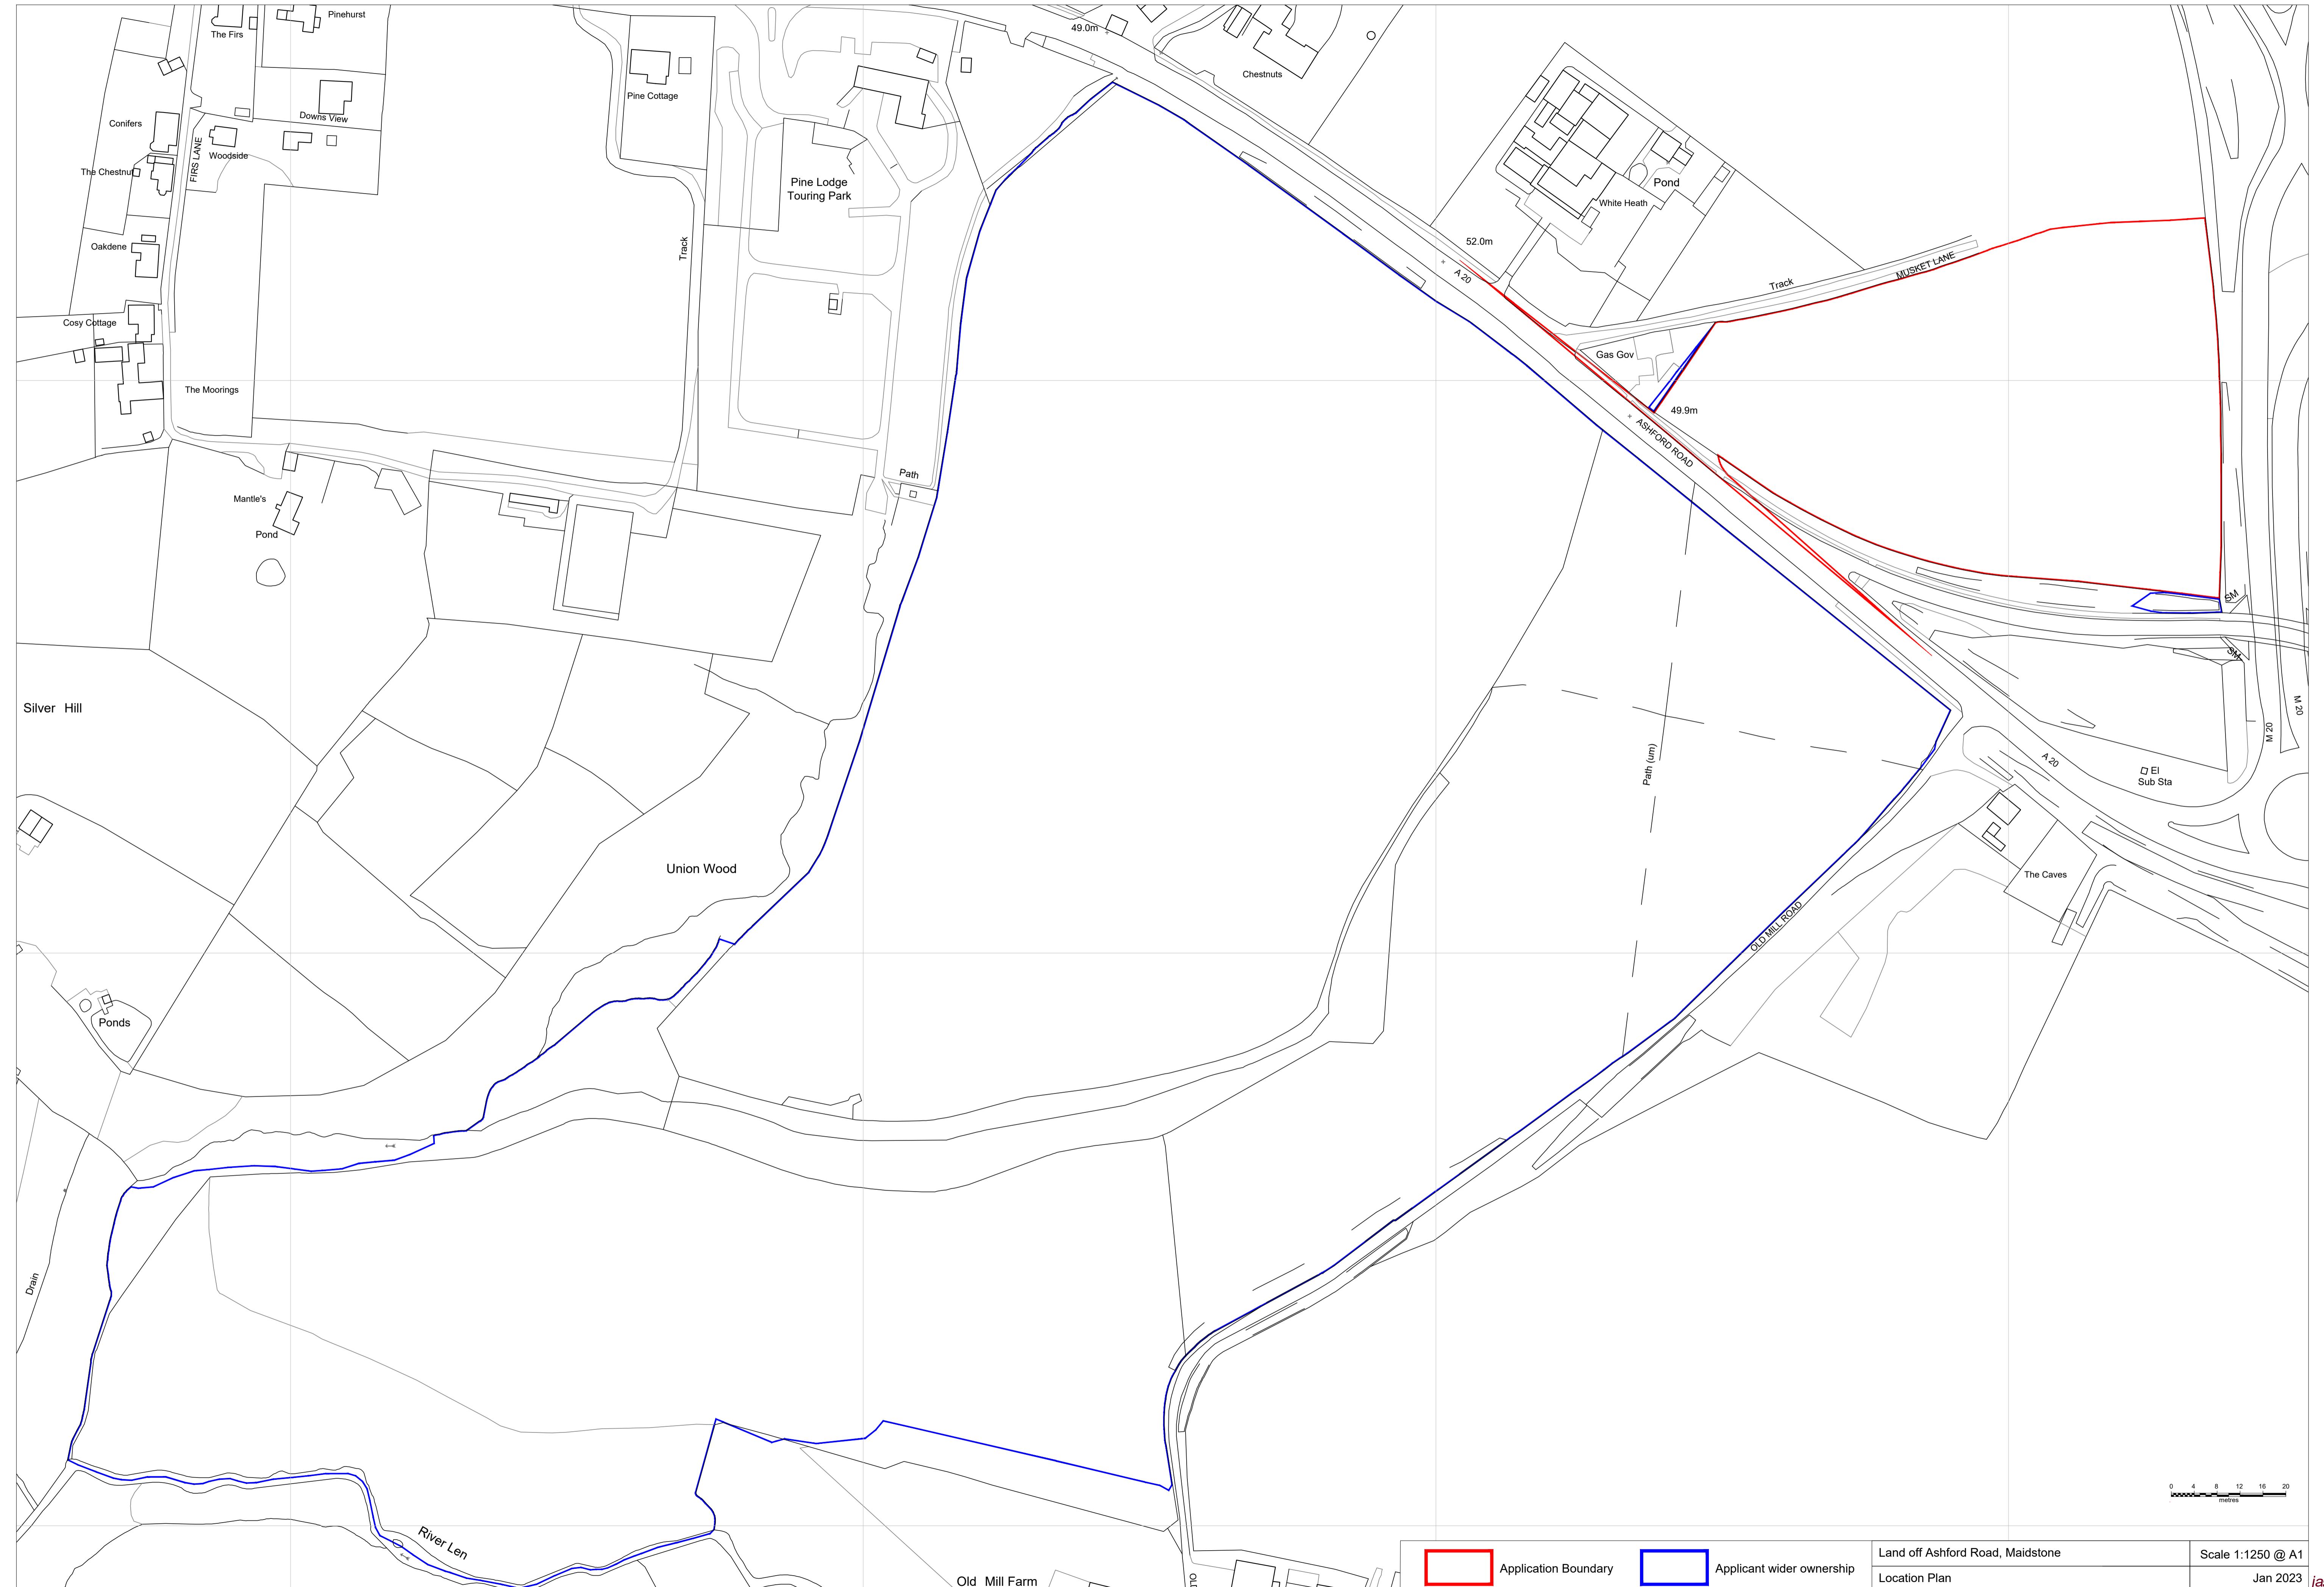 Pinehurst
The Firs
49.0m
Chestnuts
Pine Cottage
Downs View
Conifers
FIRS LANE
Woodside
The Chestnut
Pine Lodge
Touring Park
Pond
White Heath
Oakdene
Track
52.0m
A 20
MUSKET LANE
Track
Cosy Cottage
Gas Gov
The Moorings
49.9m
ASHFORD ROAD
Path
Mantle's
Pond
SM
SM
Silver Hill
M 20
M 20
Path (um)
A 20
El
Sub Sta
Union Wood
The Caves
OLD MILL ROAD
Ponds
Drain
0 4 8 12 16 20
metres
River Len
Old Mill Farm
Application Boundary
Applicant wider ownership
Land off Ashford Road, Maidstone
Scale 1:1250 @ A1
Location Plan
Jan 2023